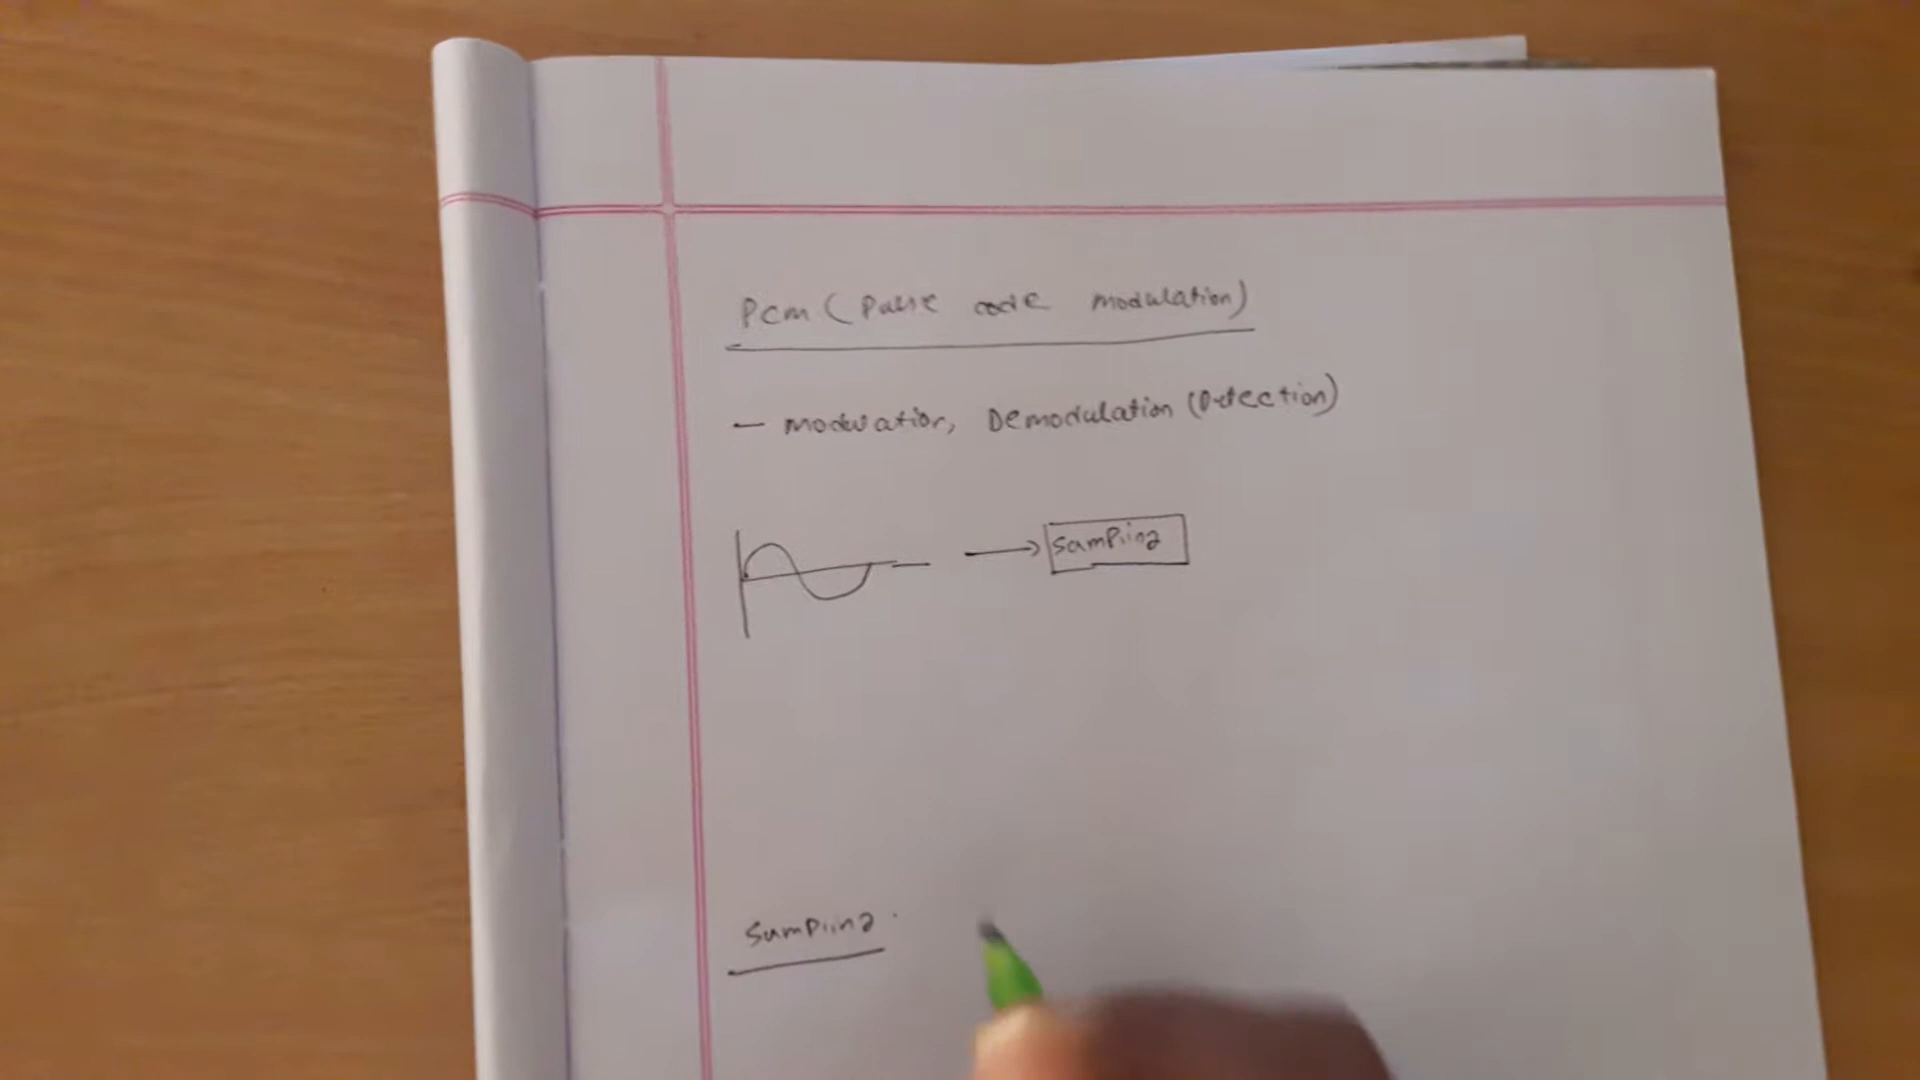 Pcm (Pulse code modulation)
— modulation, Demodulation (Detection)
Sampling
Sampling